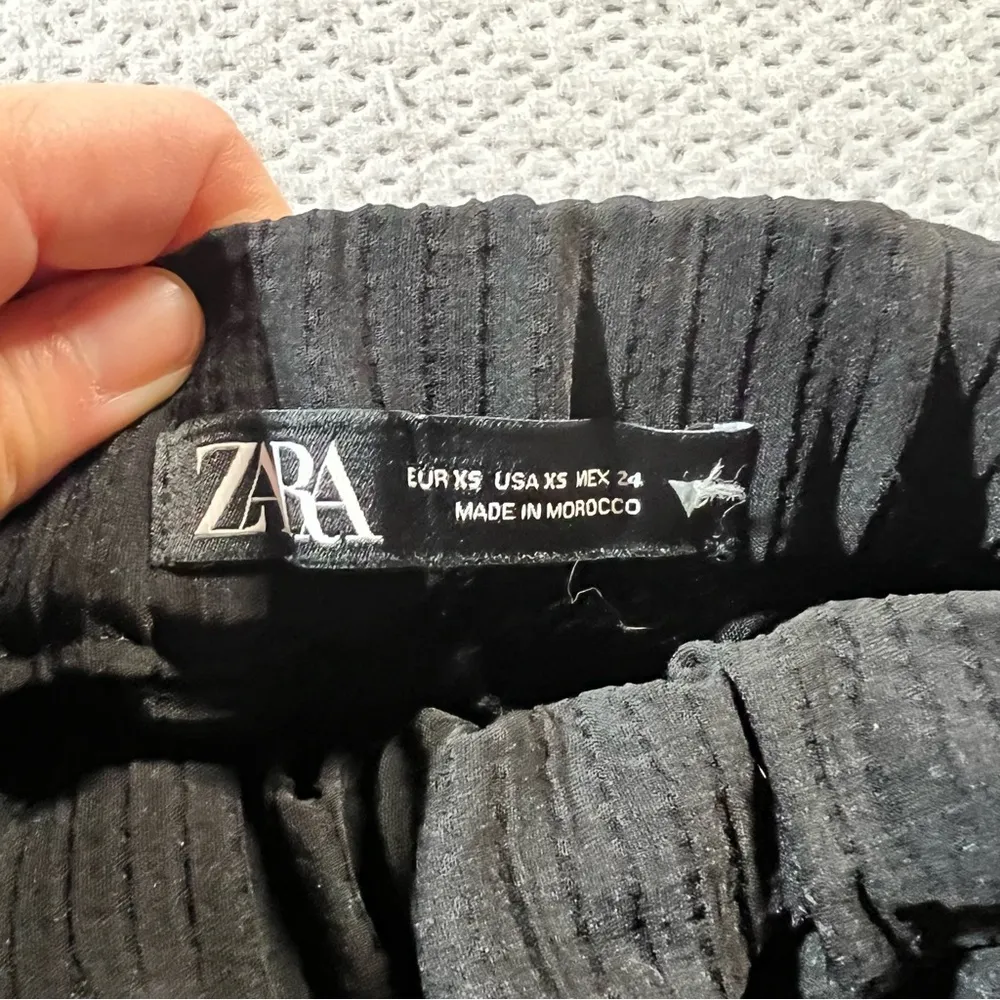 ZARA
EUR XS USA XS MEX 24
MADE IN MOROCCO